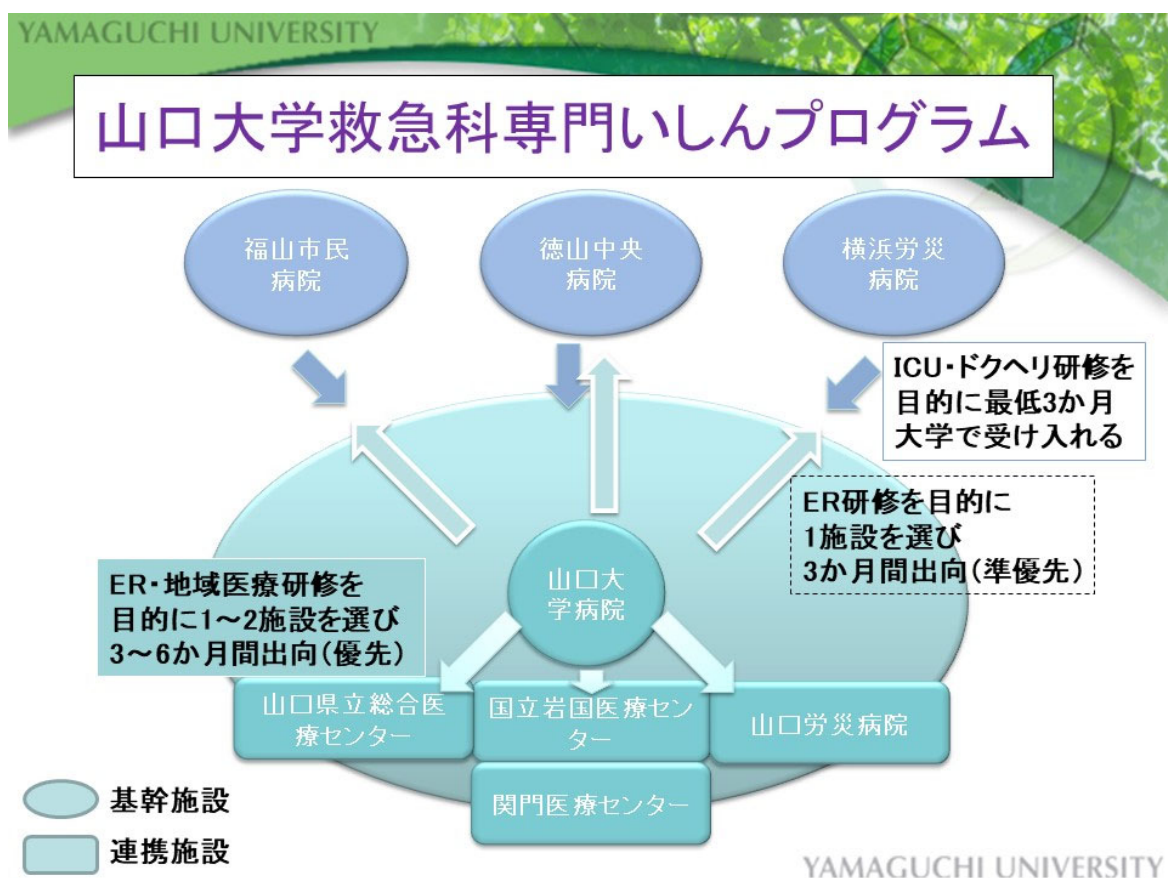 YAMAGUCHI UNIVERSITY
山口大学救急科専門いしんプログラム
福山市民
病院
徳山中央
病院
横浜労災
病院
ICU・ドクヘリ研修を
目的に最低3か月
大学で受け入れる
ER研修を目的に
1施設を選び
3か月間出向(準優先)
山口大
学病院
ER・地域医療研修を
目的に1～2施設を選び
3～6か月間出向(優先)
山口県立総合医
療センター
国立岩国医療セン
ター
山口労災病院
関門医療センター
基幹施設
連携施設
YAMAGUCHI UNIVERSITY